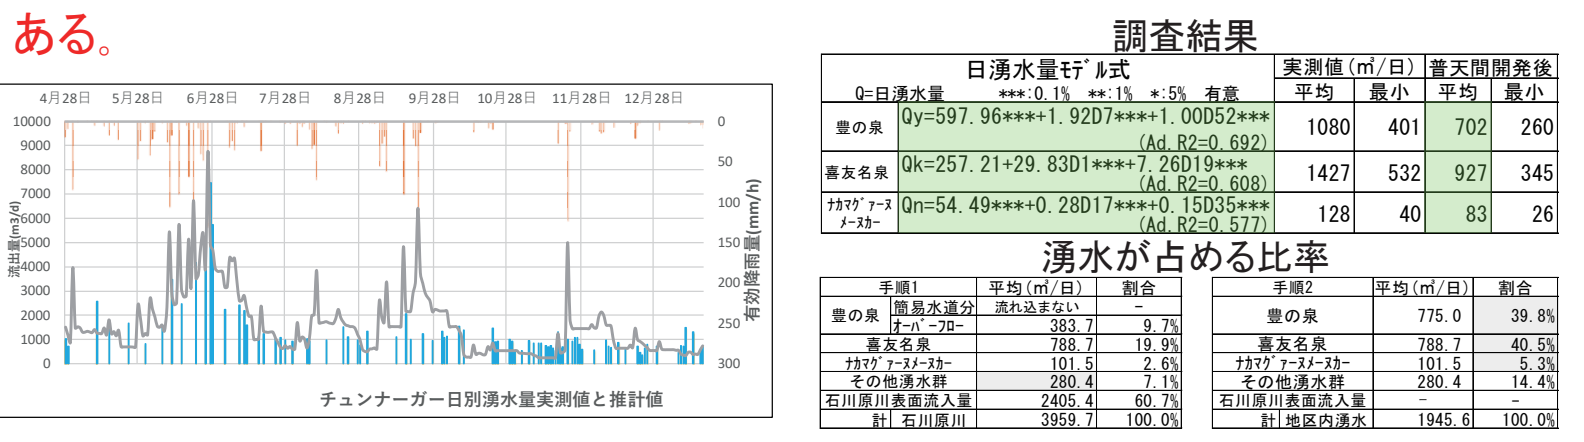 ある。
4月28日 5月28日 6月28日 7月28日 8月28日 9月28日 10月28日 11月28日 12月28日
10000
9000
8000
7000
6000
5000
4000
3000
2000
1000
0
流出量(m3/d)
0
50
100
150
200
250
300
有効降雨量(mm/h)
チュンナーガー日別湧水量実測値と推計値
調査結果
日湧水量ﾓﾃﾞﾙ式 実測値(㎥/日) 普天間開発後
Q=日湧水量 ***:0.1% **:1% *:5% 有意 平均 最小 平均 最小
豊の泉 Qy=597.96***+1.92D7***+1.00D52*** 1080 401 702 260
(Ad.R2=0.692)
喜友名泉 Qk=257.21+29.83D1***+7.26D19*** 1427 532 927 345
(Ad.R2=0.608)
ﾅｶﾏｸﾞｧｰﾇ Qn=54.49***+0.28D17***+0.15D35*** 128 40 83 26
ﾒｰﾇｶｰ (Ad.R2=0.577)
湧水が占める比率
手順1 平均(㎥/日) 割合
豊の泉 簡易水道分 流れ込まない －
ｵｰﾊﾞｰﾌﾛｰ 383.7 9.7%
喜友名泉 788.7 19.9%
ﾅｶﾏｸﾞｧｰﾇﾒｰﾇｶｰ 101.5 2.6%
その他湧水群 280.4 7.1%
石川原川表面流入量 2405.4 60.7%
計 石川原川 3959.7 100.0%
手順2 平均(㎥/日) 割合
豊の泉 775.0 39.8%
喜友名泉 788.7 40.5%
ﾅｶﾏｸﾞｧｰﾇﾒｰﾇｶｰ 101.5 5.3%
その他湧水群 280.4 14.4%
石川原川表面流入量 － －
計 地区内湧水 1945.6 100.0%